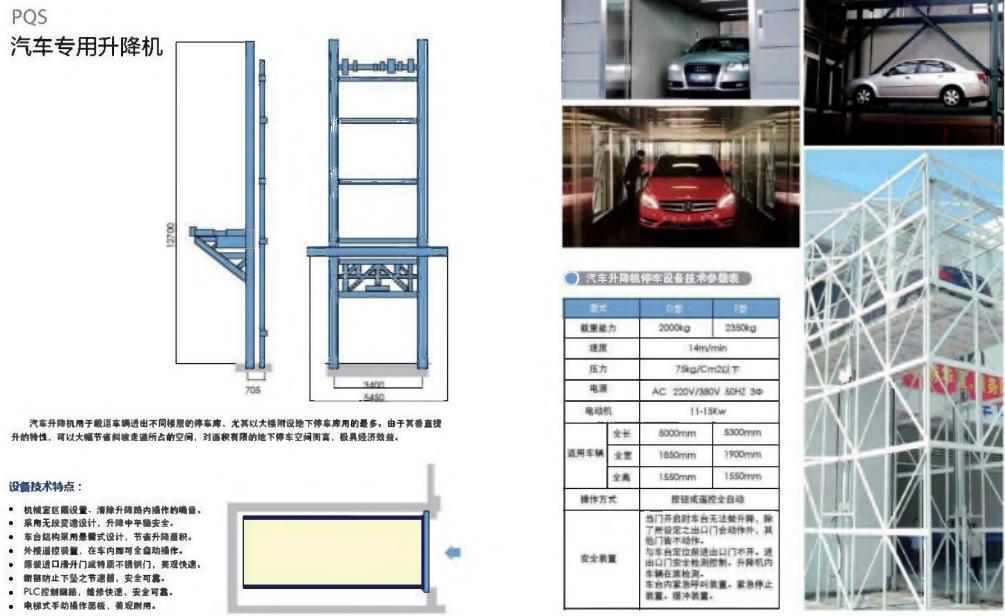 PQS
汽车专用升降机
12700
705
3400
5450
汽车升降机用于载运车辆进出不同楼层的停车库，尤其以大楼附设地下停车库用的最多。由于其垂直提
升的特性，可以大幅节省斜坡走道所占的空间，对面积有限的地下停车空间而言，极具经济效益。
设备技术特点：
• 机械室区隔设置、清除升降路内操作的噪音。
• 采用无段变速设计，升降中平稳安全。
• 车台结构采用悬臂式设计，节省升降面积。
• 外接遥控装置，在车内即可全自动操作。
• 原装进口滑升门或特质不锈钢门，美观快速。
• 断链防止下坠之节速器，安全可靠。
• PLC控制回路，维修快速，安全可靠。
• 电梯式手动操作面板，美观耐用。
汽车升降机停车设备技术参数表
型式 D型 T型
载重能力 2000kg 2350kg
速度 14m/min
压力 75kg/Cm2以下
电源 AC 220V/380V 50HZ 3Φ
电动机 11-15Kw
适用车辆 全长 5000mm 5300mm
全宽 1850mm 1900mm
全高 1550mm 1550mm
操作方式 按钮或遥控全自动
安全装置
当门开启时车台无法做升降，除
了所设定之出口门会动作外，其
他门皆不动作。
与车台定位前进出口门不开。进
出口门安全检测控制。升降机内
车辆在席检测。
车台内紧急呼叫装置。紧急停止
装置。缓冲装置。